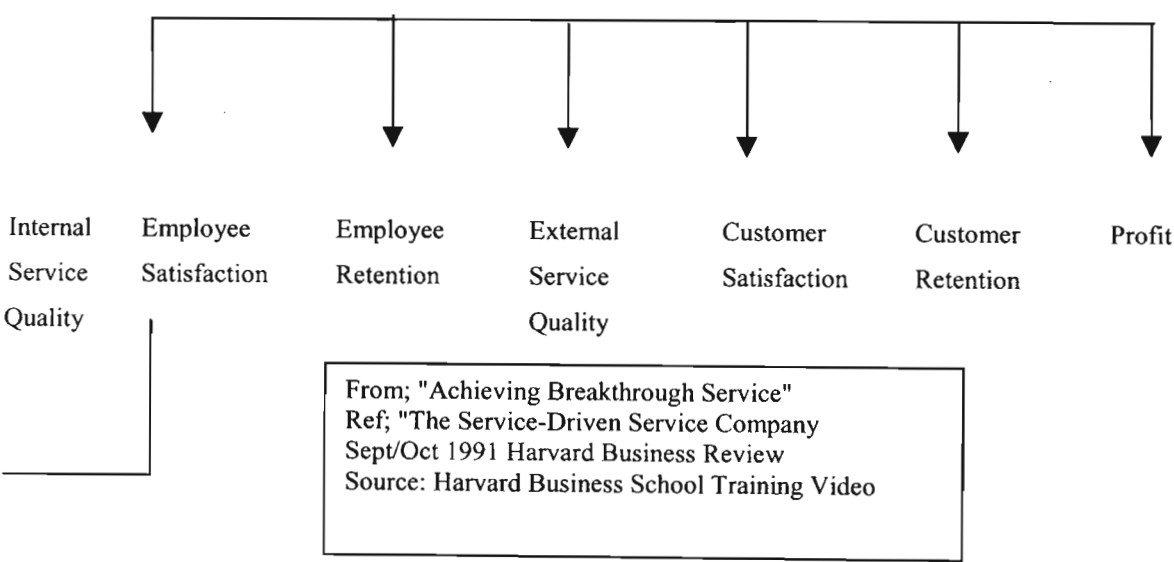 Internal Employee Employee External Customer Customer Profit
Service Satisfaction Retention Service Satisfaction Retention
Quality Quality
From; "Achieving Breakthrough Service"
Ref; "The Service-Driven Service Company
Sept/Oct 1991 Harvard Business Review
Source: Harvard Business School Training Video